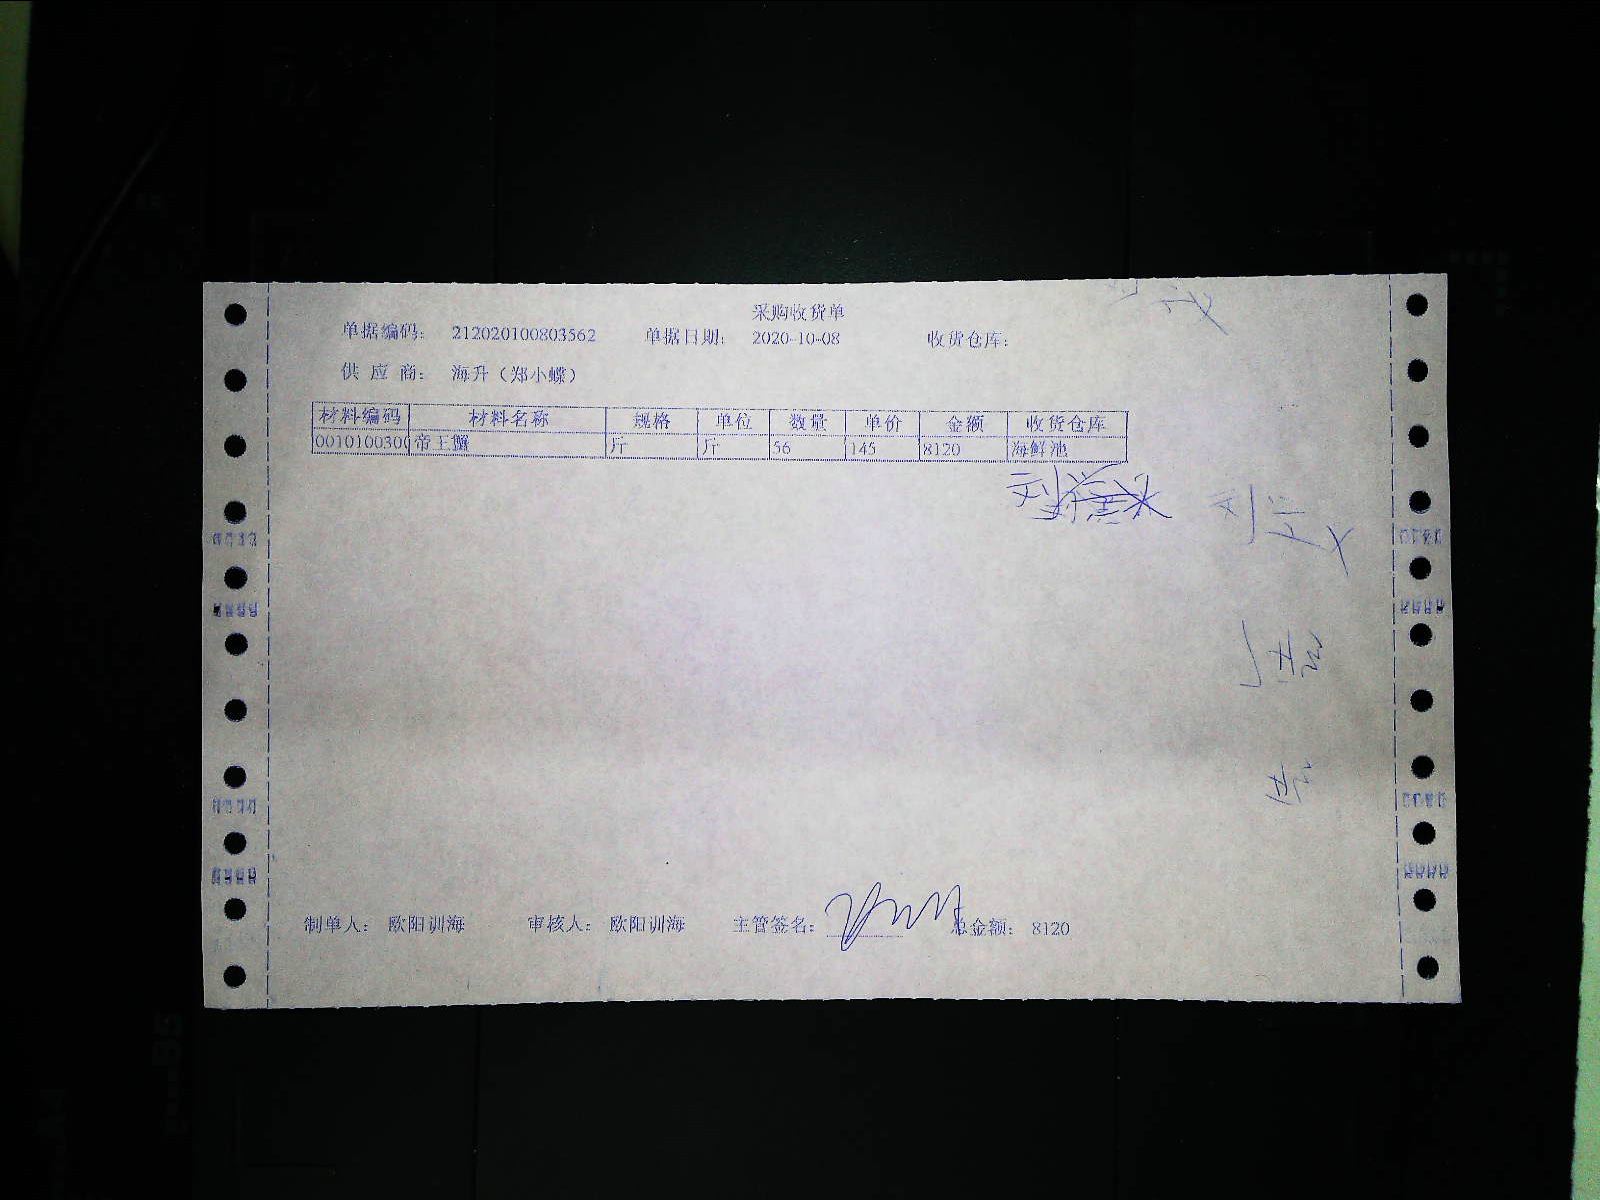 采购收货单
单据编码： 212020100803562 单据日期： 2020-10-08 收货仓库：
供 应 商： 海升（郑小蝶）
材料编码 材料名称 规格 单位 数量 单价 金额 收货仓库
0010100300 帝王蟹 斤 斤 56 145 8120 海鲜池
制单人： 欧阳训海 审核人： 欧阳训海 主管签名： 总金额： 8120